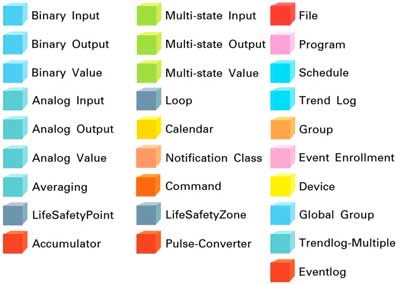 Binary Input
Binary Output
Binary Value
Analog Input
Analog Output
Analog Value
Averaging
LifeSafetyPoint
Accumulator
Multi-state Input
Multi-state Output
Multi-state Value
Loop
Calendar
Notification Class
Command
LifeSafetyZone
Pulse-Converter
File
Program
Schedule
Trend Log
Group
Event Enrollment
Device
Global Group
Trendlog-Multiple
Eventlog